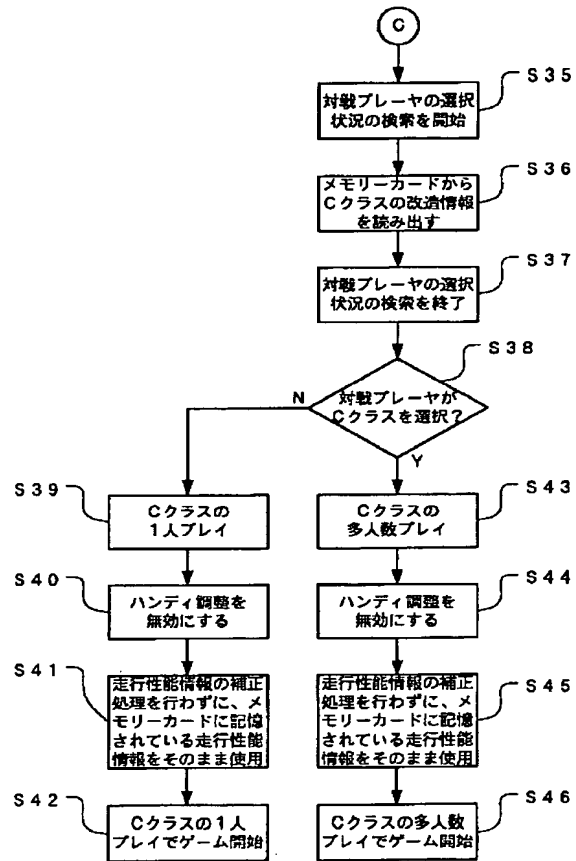 C
S35
対戦プレーヤの選択
状況の検索を開始
S36
メモリーカードから
Cクラスの改造情報
を読み出す
S37
対戦プレーヤの選択
状況の検索を終了
S38
対戦プレーヤが
Cクラスを選択?
N
Y
S39
Cクラスの
1人プレイ
S40
ハンディ調整を
無効にする
S41
走行性能情報の補正
処理を行わずに、メ
モリーカードに記憶
されている走行性能
情報をそのまま使用
S42
Cクラスの1人
プレイでゲーム開始
S43
Cクラスの
多人数プレイ
S44
ハンディ調整を
無効にする
S45
走行性能情報の補正
処理を行わずに、メ
モリーカードに記憶
されている走行性能
情報をそのまま使用
S46
Cクラスの多人数
プレイでゲーム開始